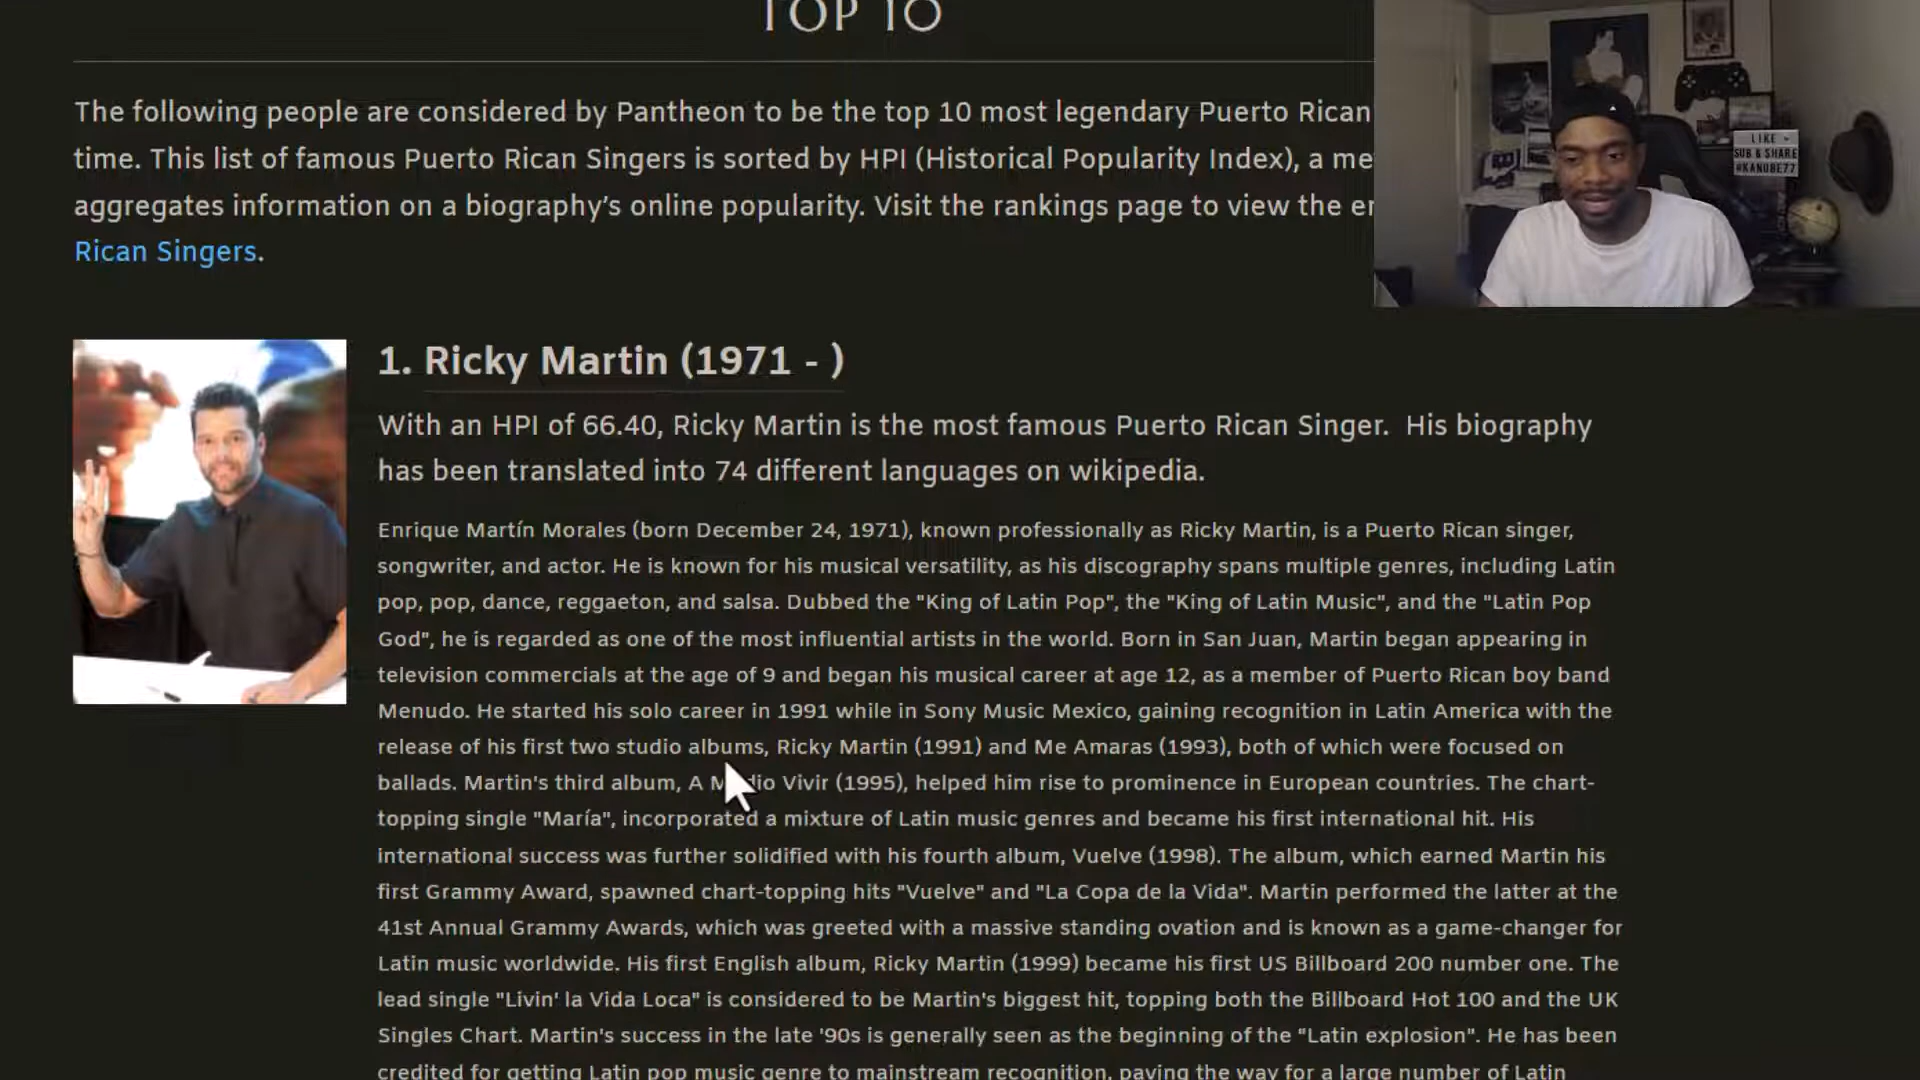 TOP 10
The following people are considered by Pantheon to be the top 10 most legendary Puerto Rican
time. This list of famous Puerto Rican Singers is sorted by HPI (Historical Popularity Index), a me
aggregates information on a biography's online popularity. Visit the rankings page to view the er
Rican Singers.
LIKE
SUB & SHARE
#KANUBE77
1. Ricky Martin (1971 - )
With an HPI of 66.40, Ricky Martin is the most famous Puerto Rican Singer. His biography
has been translated into 74 different languages on wikipedia.
Enrique Martín Morales (born December 24, 1971), known professionally as Ricky Martin, is a Puerto Rican singer,
songwriter, and actor. He is known for his musical versatility, as his discography spans multiple genres, including Latin
pop, pop, dance, reggaeton, and salsa. Dubbed the "King of Latin Pop", the "King of Latin Music", and the "Latin Pop
God", he is regarded as one of the most influential artists in the world. Born in San Juan, Martin began appearing in
television commercials at the age of 9 and began his musical career at age 12, as a member of Puerto Rican boy band
Menudo. He started his solo career in 1991 while in Sony Music Mexico, gaining recognition in Latin America with the
release of his first two studio albums, Ricky Martin (1991) and Me Amaras (1993), both of which were focused on
ballads. Martin's third album, A Medio Vivir (1995), helped him rise to prominence in European countries. The chart-
topping single "María", incorporated a mixture of Latin music genres and became his first international hit. His
international success was further solidified with his fourth album, Vuelve (1998). The album, which earned Martin his
first Grammy Award, spawned chart-topping hits "Vuelve" and "La Copa de la Vida". Martin performed the latter at the
41st Annual Grammy Awards, which was greeted with a massive standing ovation and is known as a game-changer for
Latin music worldwide. His first English album, Ricky Martin (1999) became his first US Billboard 200 number one. The
lead single "Livin' la Vida Loca" is considered to be Martin's biggest hit, topping both the Billboard Hot 100 and the UK
Singles Chart. Martin's success in the late '90s is generally seen as the beginning of the "Latin explosion". He has been
credited for getting Latin pop music genre to mainstream recognition, paving the way for a large number of Latin